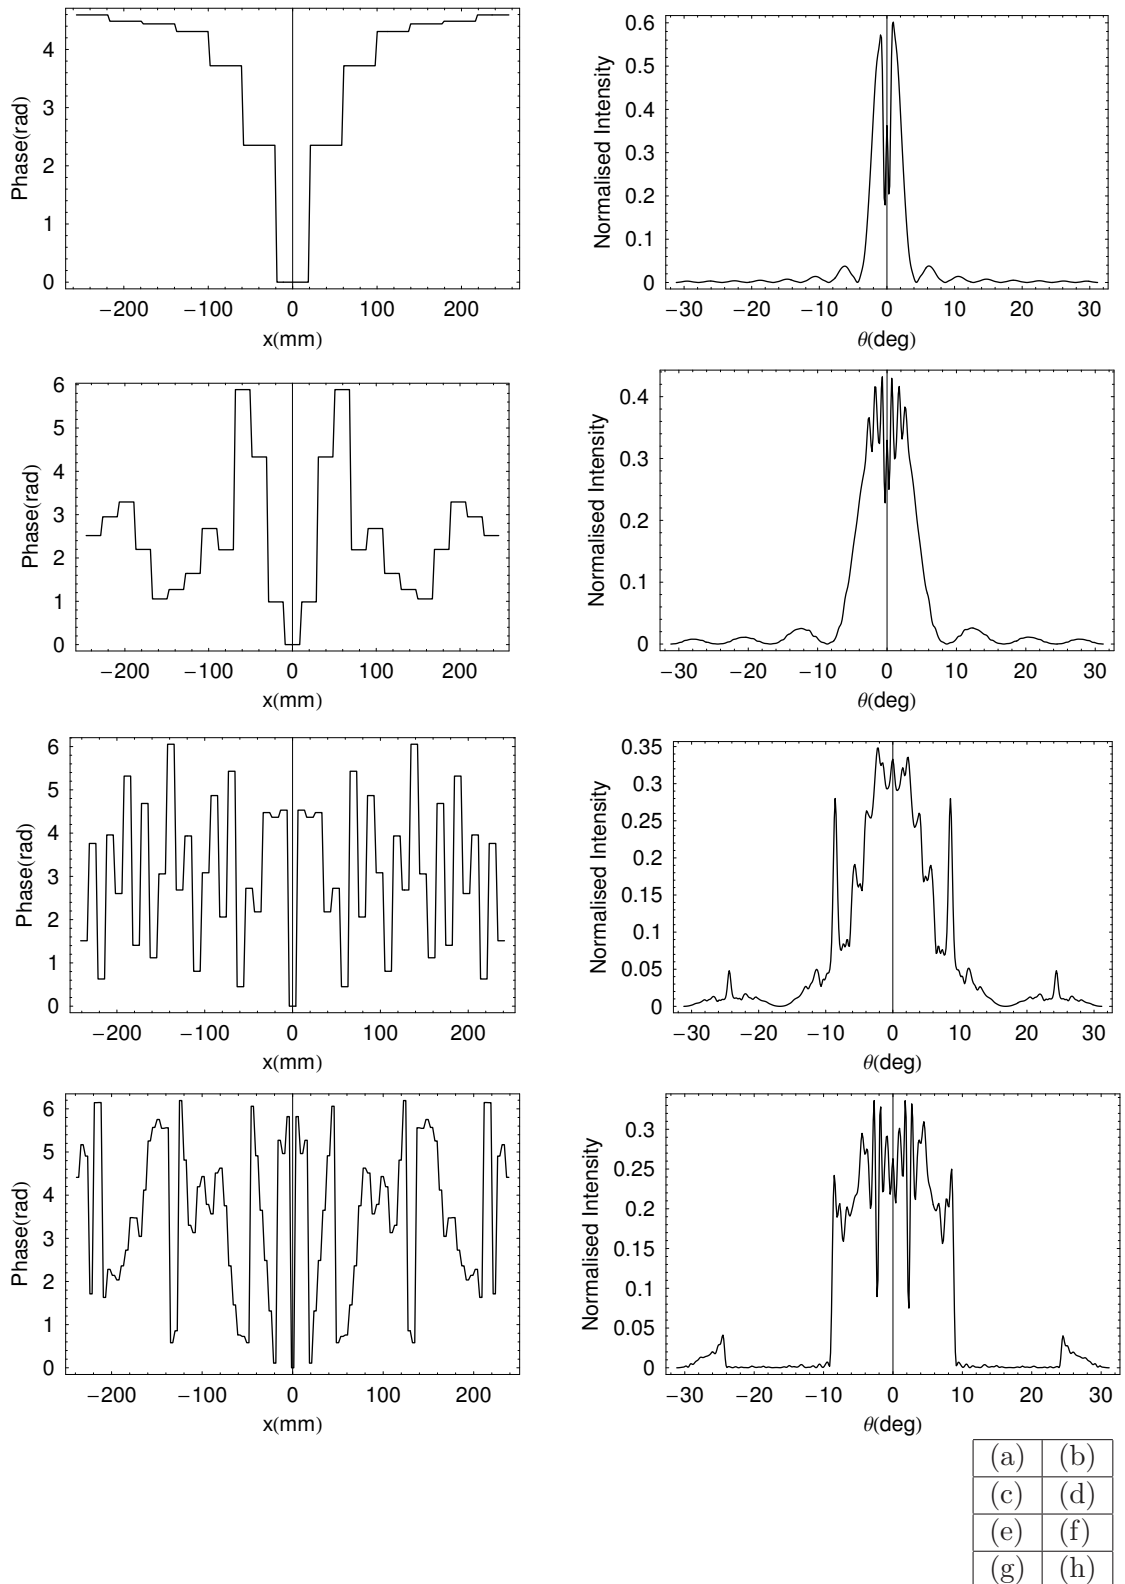 Phase(rad)
4
3
2
1
0
−200 −100 0 100 200
x(mm)
Normalised Intensity
0.6
0.5
0.4
0.3
0.2
0.1
0
−30 −20 −10 0 10 20 30
θ(deg)
Phase(rad)
6
5
4
3
2
1
0
−200 −100 0 100 200
x(mm)
Normalised Intensity
0.4
0.3
0.2
0.1
0
−30 −20 −10 0 10 20 30
θ(deg)
Phase(rad)
6
5
4
3
2
1
0
−200 −100 0 100 200
x(mm)
Normalised Intensity
0.35
0.3
0.25
0.2
0.15
0.1
0.05
0
−30 −20 −10 0 10 20 30
θ(deg)
Phase(rad)
6
5
4
3
2
1
0
−200 −100 0 100 200
x(mm)
Normalised Intensity
0.3
0.25
0.2
0.15
0.1
0.05
0
−30 −20 −10 0 10 20 30
θ(deg)
(a) (b)
(c) (d)
(e) (f)
(g) (h)